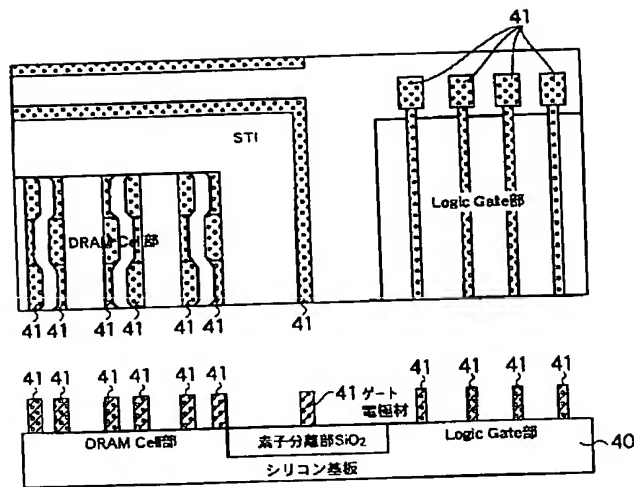 41
STI
Logic Gate部
DRAM Cell部
41 41 41 41 41 41 41
41 41 41 41 41 41 41 ゲート電極材 41 41 41 41
DRAM Cell部
素子分離部SiO₂
Logic Gate部
40
シリコン基板